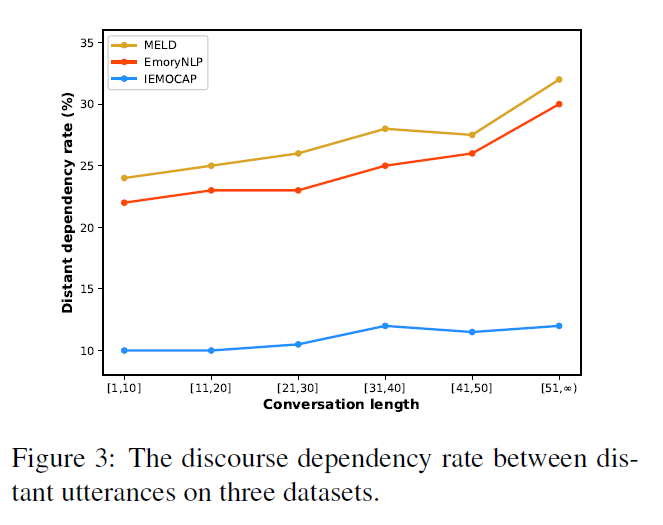 35
30
25
20
15
10
Distant dependency rate (%)
MELD
EmoryNLP
IEMOCAP
[1,10] [11,20] [21,30] [31,40] [41,50] [51,∞)
Conversation length
Figure 3: The discourse dependency rate between dis-
tant utterances on three datasets.